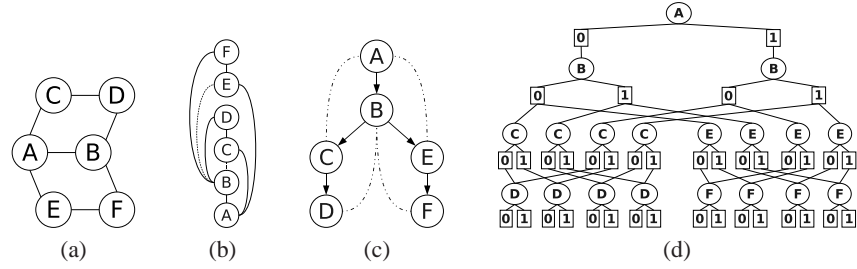 C D
A B
E F
(a)
F
E
D
C
B
A
(b)
A
B
C E
D F
(c)
A
0 1
B B
0 1 0 1
C C C C E E E E
0 1 0 1 0 1 0 1 0 1 0 1 0 1 0 1
D D D D F F F F
0 1 0 1 0 1 0 1 0 1 0 1 0 1 0 1
(d)